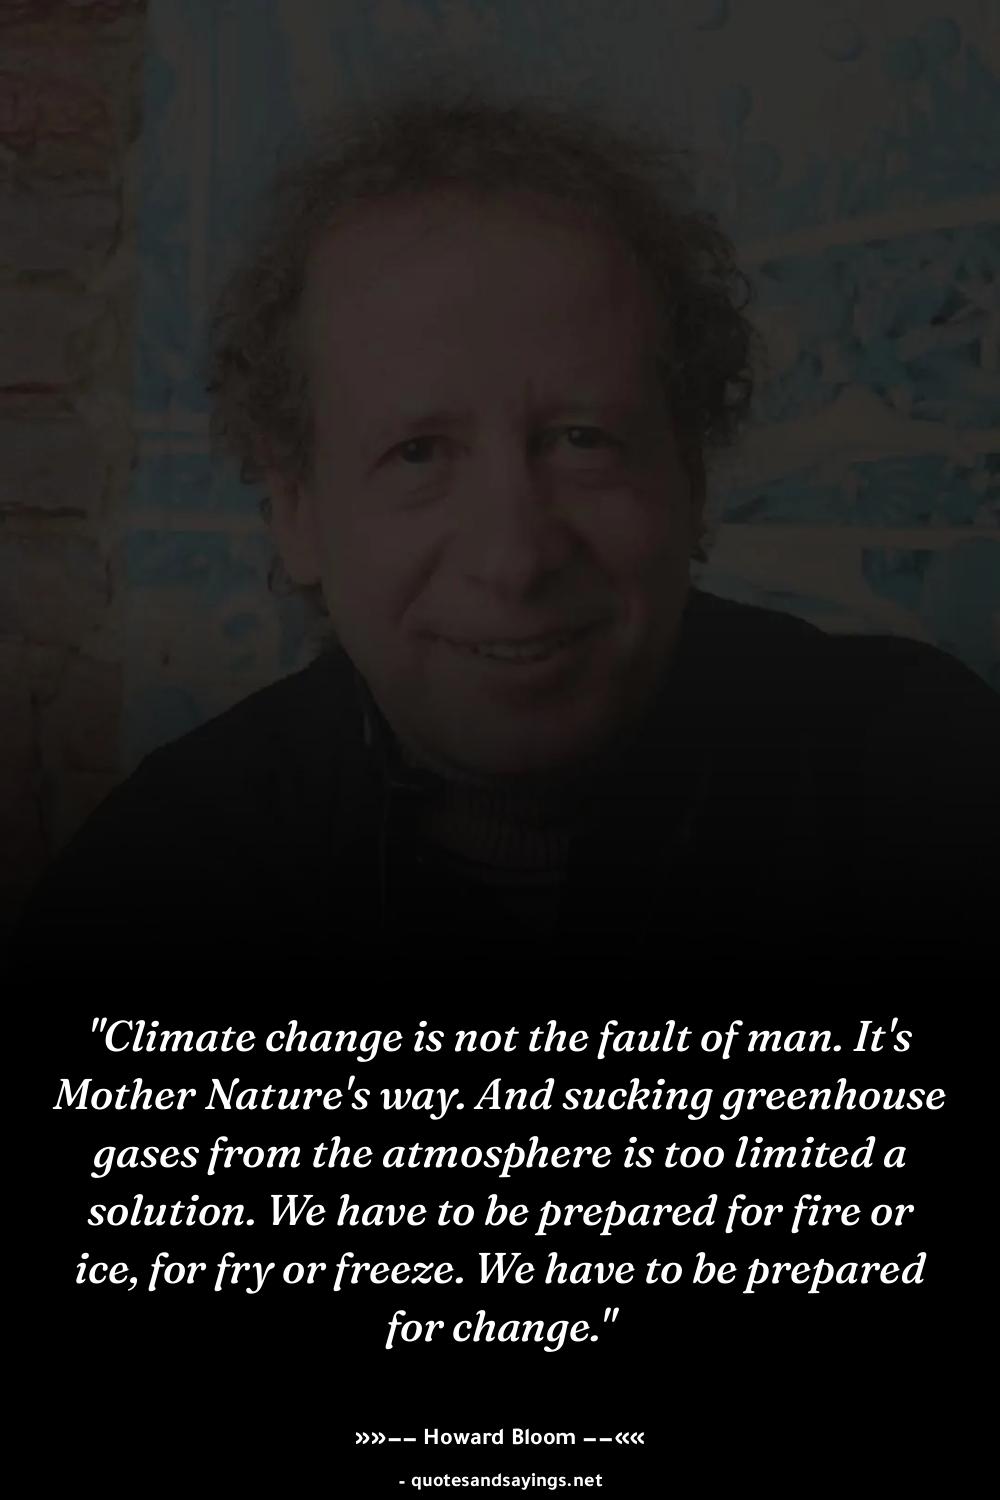 "Climate change is not the fault of man. It's
Mother Nature's way. And sucking greenhouse
gases from the atmosphere is too limited a
solution. We have to be prepared for fire or
ice, for fry or freeze. We have to be prepared
for change."
»»−− Howard Bloom −−««
- quotesandsayings.net